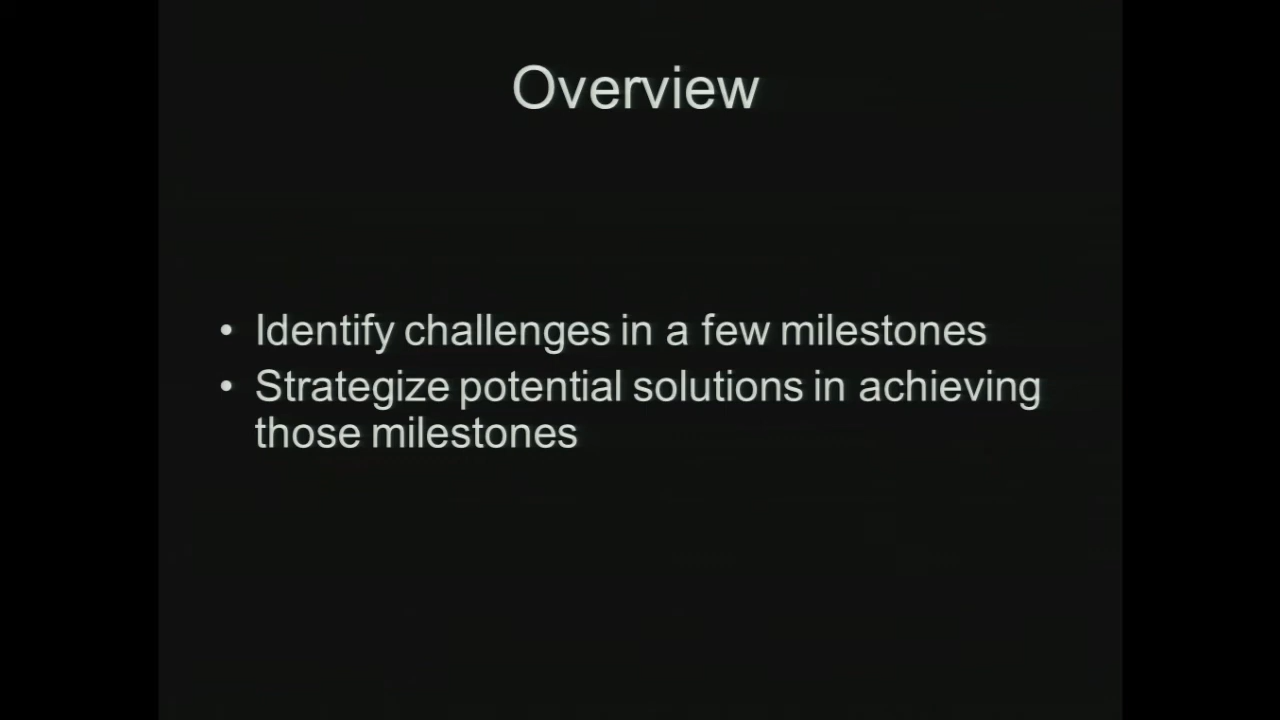 Overview
• Identify challenges in a few milestones
• Strategize potential solutions in achieving
those milestones